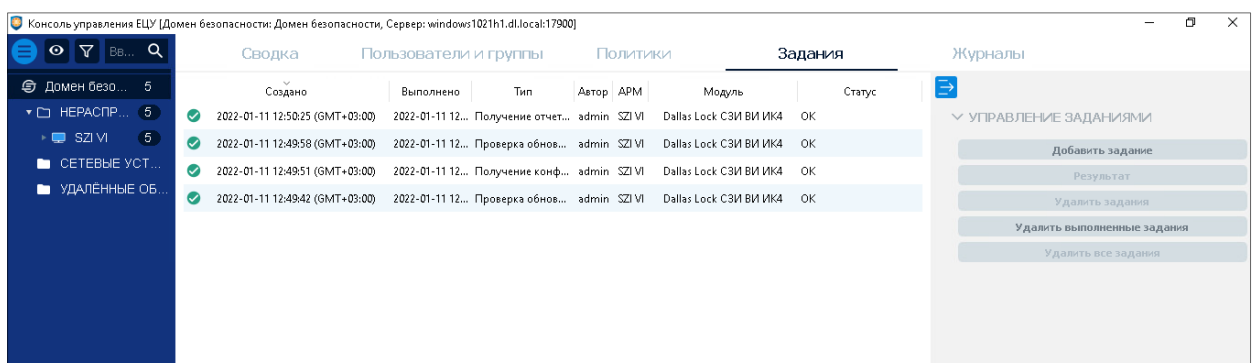 Консоль управления ЕЦУ [Домен безопасности: Домен безопасности, Сервер: windows1021h1.dl.local:17900]
Вв...
Сводка Пользователи и группы Политики Задания Журналы
Домен безо... 5
НЕРАСПР... 5
SZI VI 5
СЕТЕВЫЕ УСТ...
УДАЛЁННЫЕ ОБ...
Создано Выполнено Тип Автор АРМ Модуль Статус
2022-01-11 12:50:25 (GMT+03:00) 2022-01-11 12... Получение отчет... admin SZI VI Dallas Lock СЗИ ВИ ИК4 OK
2022-01-11 12:49:58 (GMT+03:00) 2022-01-11 12... Проверка обнов... admin SZI VI Dallas Lock СЗИ ВИ ИК4 OK
2022-01-11 12:49:51 (GMT+03:00) 2022-01-11 12... Получение конф... admin SZI VI Dallas Lock СЗИ ВИ ИК4 OK
2022-01-11 12:49:42 (GMT+03:00) 2022-01-11 12... Проверка обнов... admin SZI VI Dallas Lock СЗИ ВИ ИК4 OK
УПРАВЛЕНИЕ ЗАДАНИЯМИ
Добавить задание
Результат
Удалить задания
Удалить выполненные задания
Удалить все задания